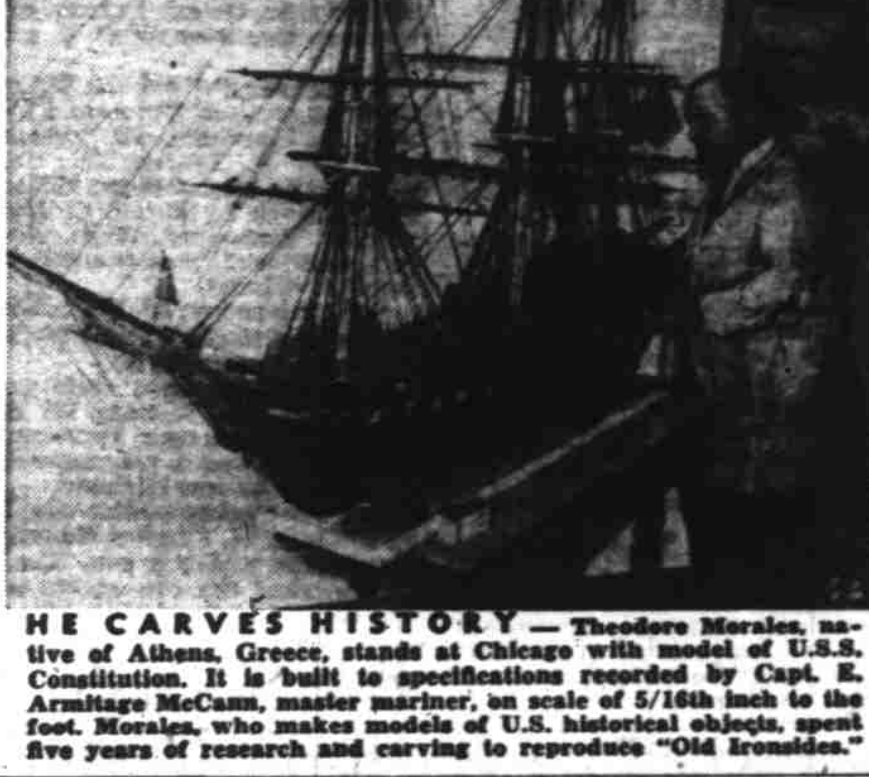 HE CARVES HISTORY — Theodore Morales, na-
tive of Athens, Greece, stands at Chicago with model of U.S.S.
Constitution. It is built to specifications recorded by Capt. E.
Armitage McCann, master mariner, on scale of 5/16th inch to the
foot. Morales, who makes models of U.S. historical objects, spent
five years of research and carving to reproduce "Old Ironsides."